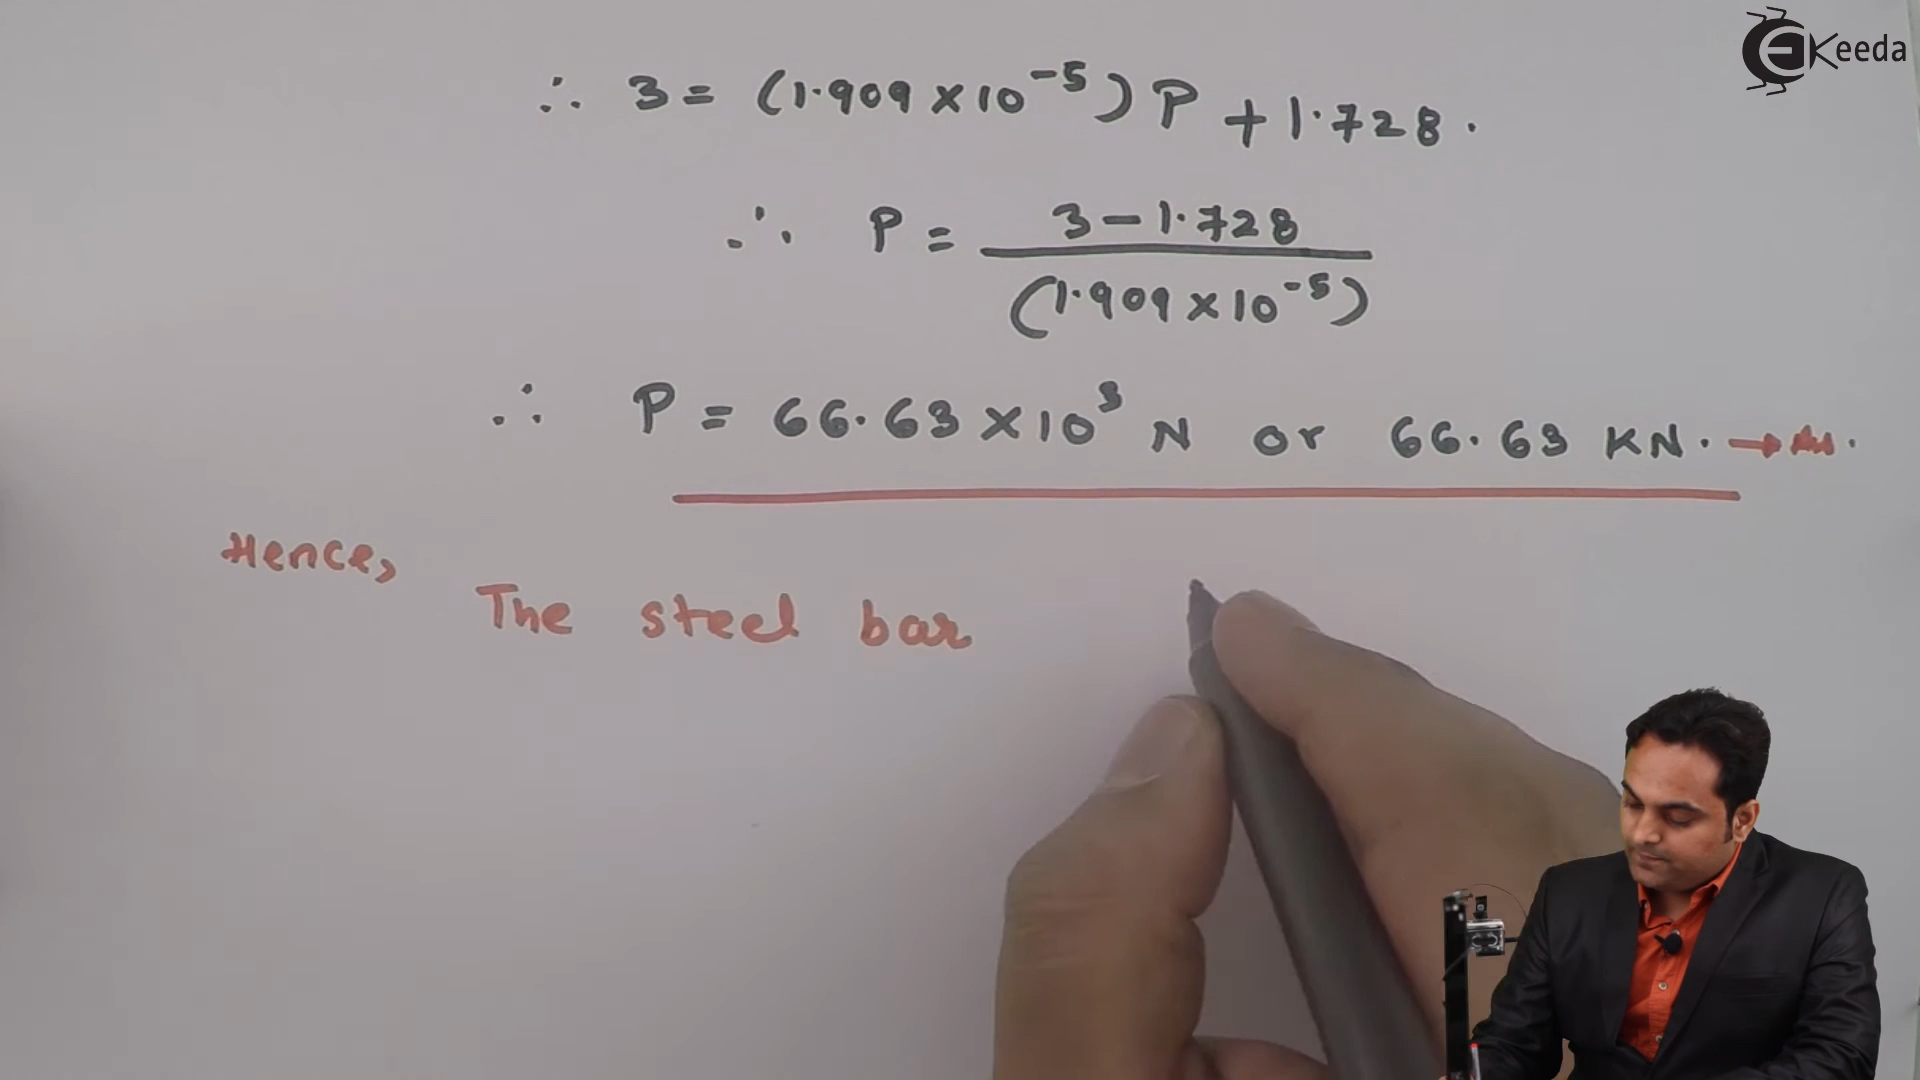 EKeeda
∴ 3 = (1.909 × 10⁻⁵) P + 1.728.
∴ P = 3 − 1.728
(1.909 × 10⁻⁵)
∴ P = 66.63 × 10³ N or 66.63 KN. →
Hence,
The steel bar